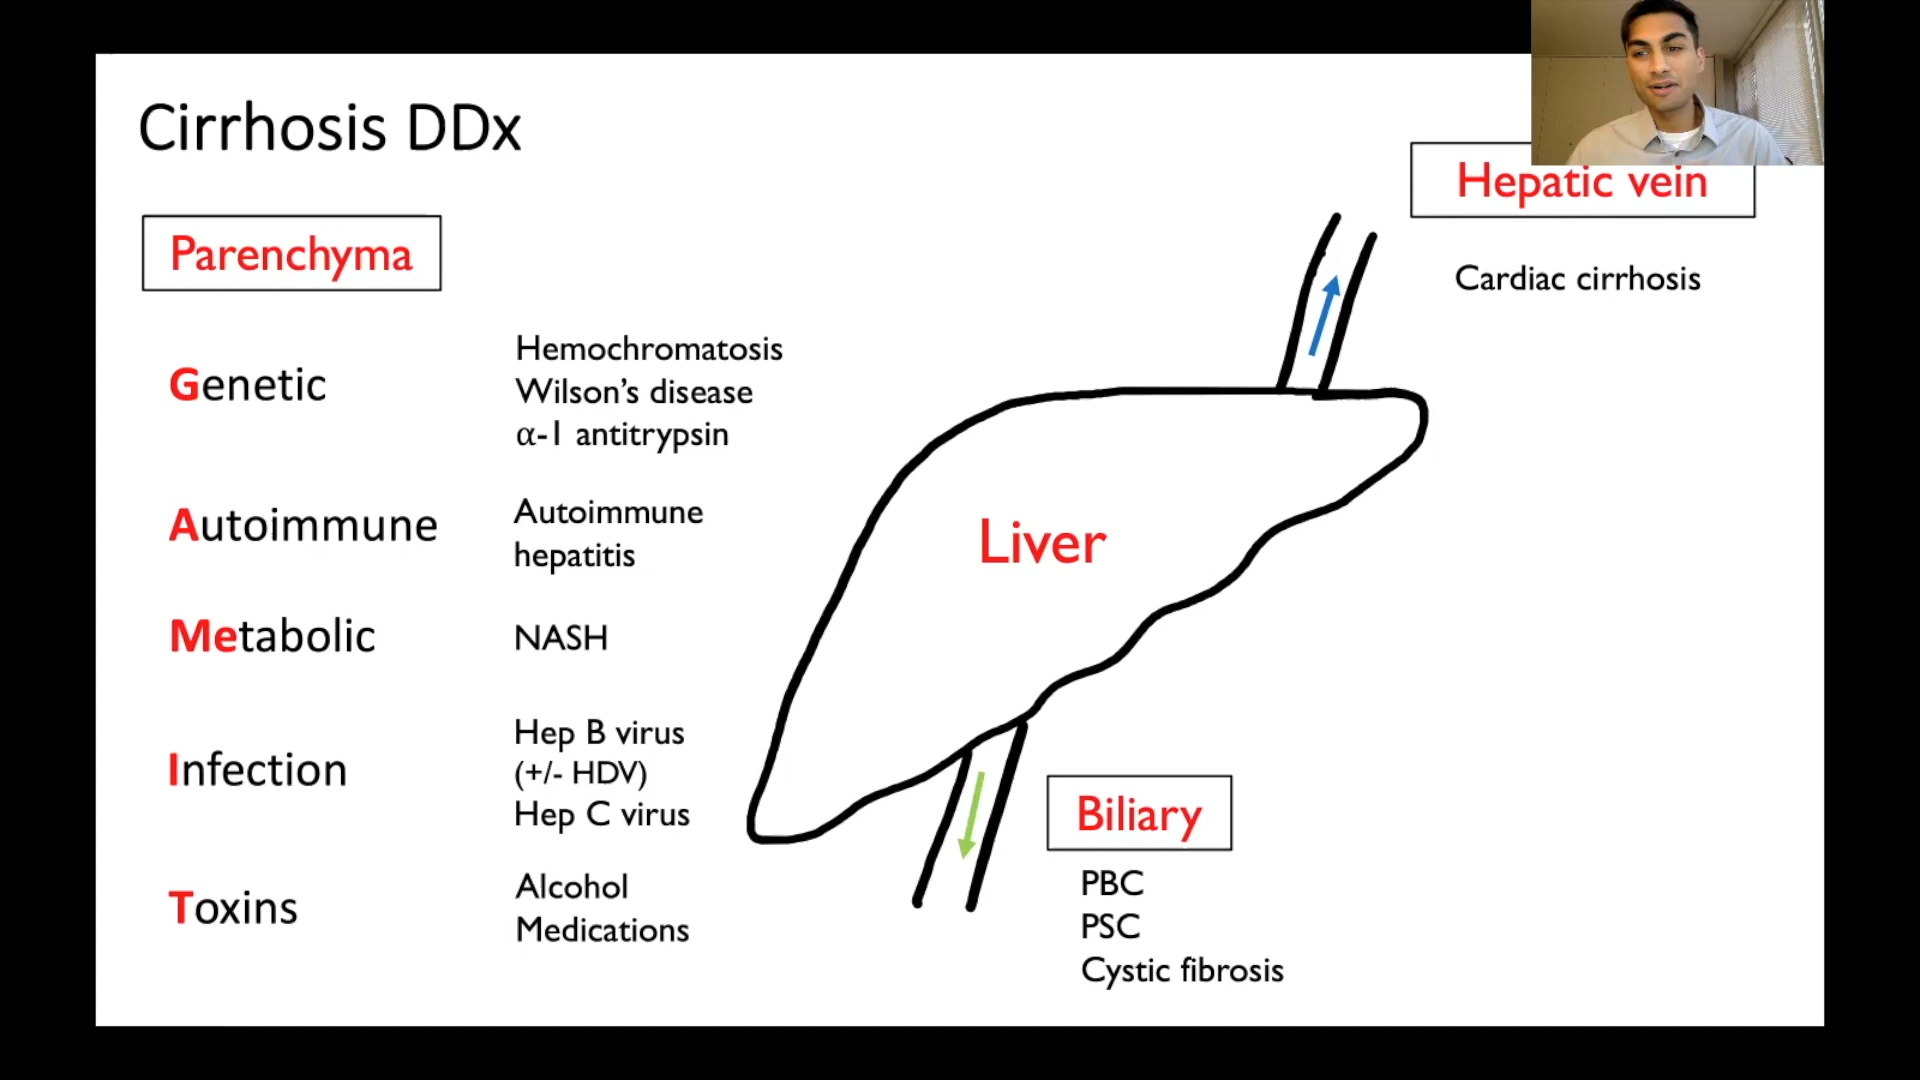 Cirrhosis DDx
Parenchyma
Genetic
Hemochromatosis
Wilson's disease
α-1 antitrypsin
Autoimmune
Autoimmune
hepatitis
Metabolic
NASH
Infection
Hep B virus
(+/- HDV)
Hep C virus
Toxins
Alcohol
Medications
Liver
Hepatic vein
Cardiac cirrhosis
Biliary
PBC
PSC
Cystic fibrosis